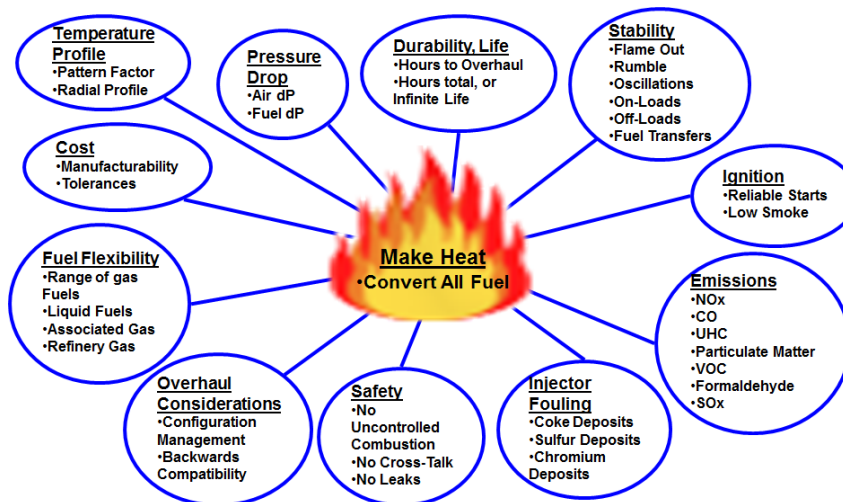 Temperature
Profile
•Pattern Factor
•Radial Profile
Pressure
Drop
•Air dP
•Fuel dP
Durability, Life
•Hours to Overhaul
•Hours total, or
Infinite Life
Stability
•Flame Out
•Rumble
•Oscillations
•On-Loads
•Off-Loads
•Fuel Transfers
Cost
•Manufacturability
•Tolerances
Ignition
•Reliable Starts
•Low Smoke
Make Heat
•Convert All Fuel
Fuel Flexibility
•Range of gas
Fuels
•Liquid Fuels
•Associated Gas
•Refinery Gas
Emissions
•NOx
•CO
•UHC
•Particulate Matter
•VOC
•Formaldehyde
•SOx
Overhaul
Considerations
•Configuration
Management
•Backwards
Compatibility
Safety
•No
Uncontrolled
Combustion
•No Cross-Talk
•No Leaks
Injector
Fouling
•Coke Deposits
•Sulfur Deposits
•Chromium
Deposits